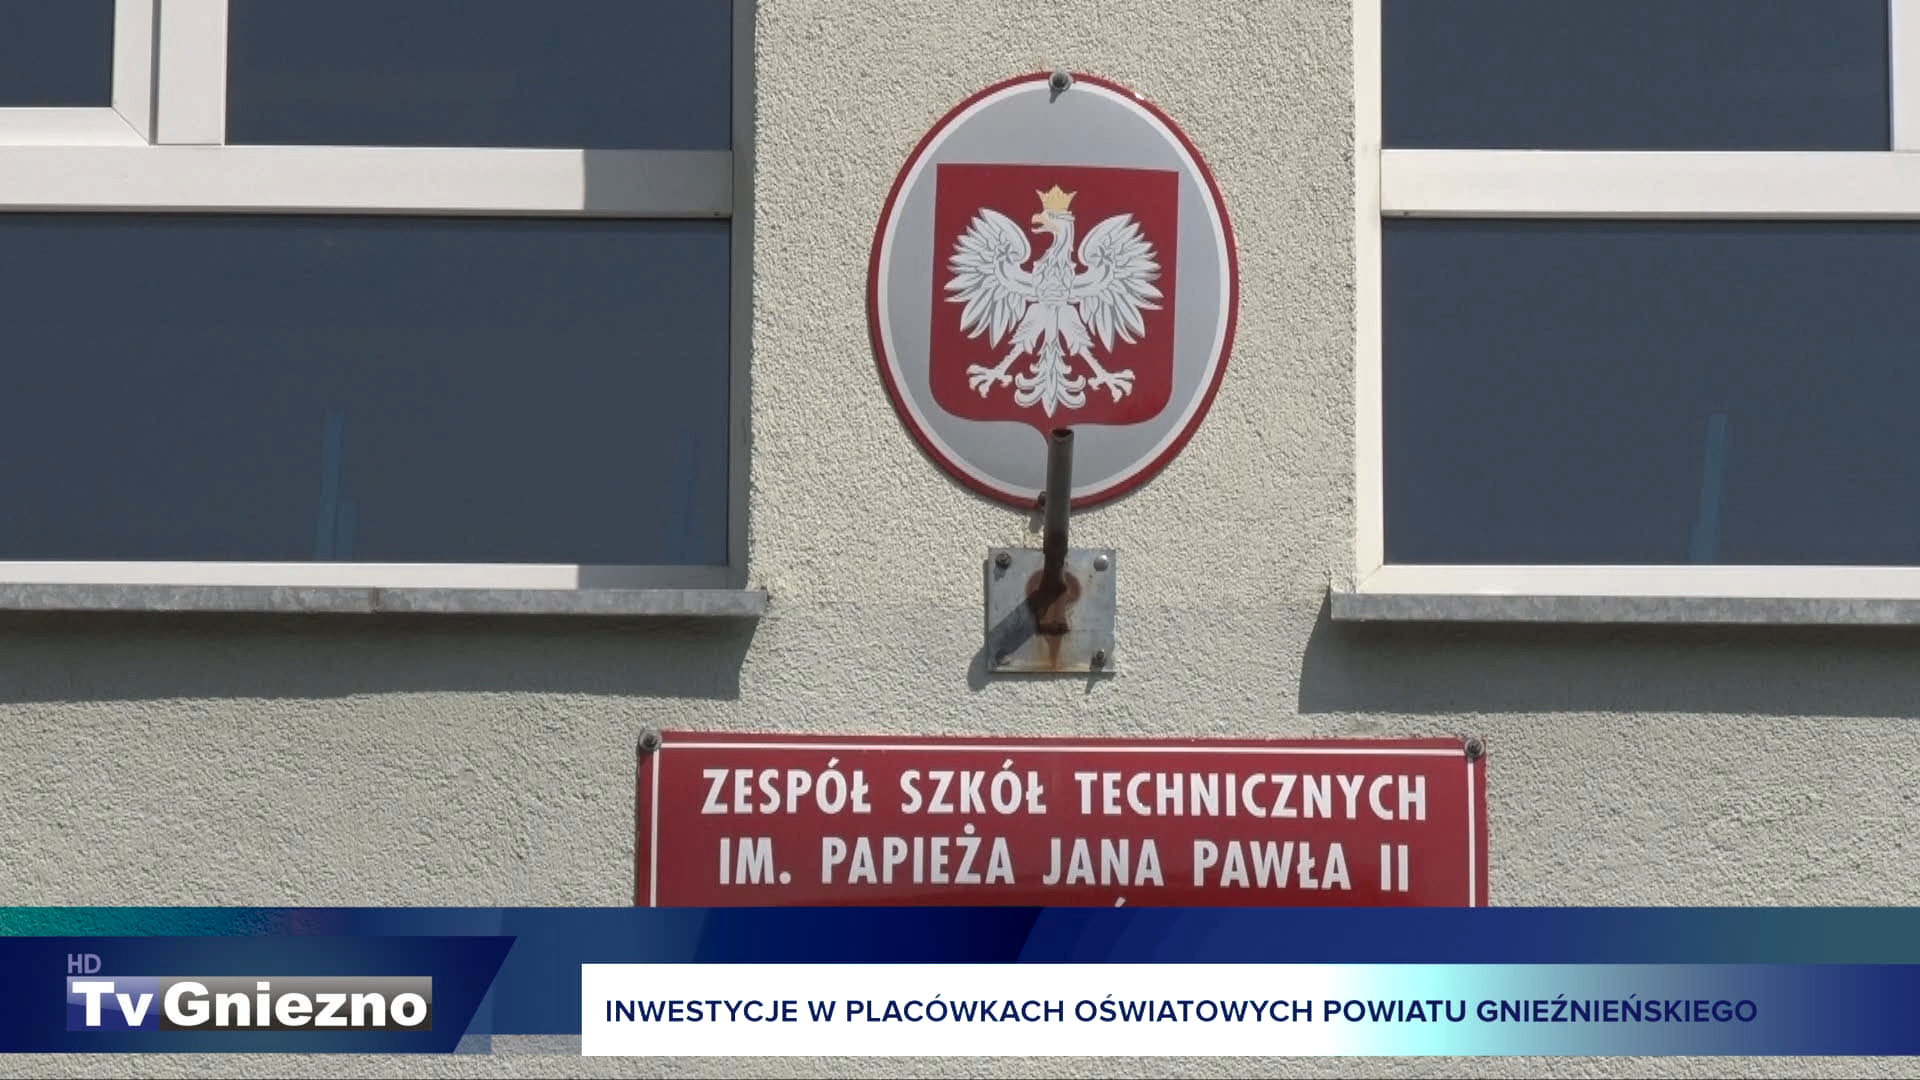 ZESPÓŁ SZKÓŁ TECHNICZNYCH
IM. PAPIEŻA JANA PAWŁA II
HD
Tv Gniezno
INWESTYCJE W PLACÓWKACH OŚWIATOWYCH POWIATU GNIEŹNIEŃSKIEGO